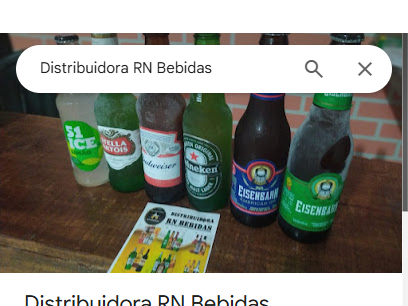 Distribuidora RN Bebidas
51
ICE
STELLA
ARTOIS
Budweiser
Heineken
EISENBAHN
EISENBAHN
DISTRIBUIDORA
RN BEBIDAS
Distribuidora RN Bebidas